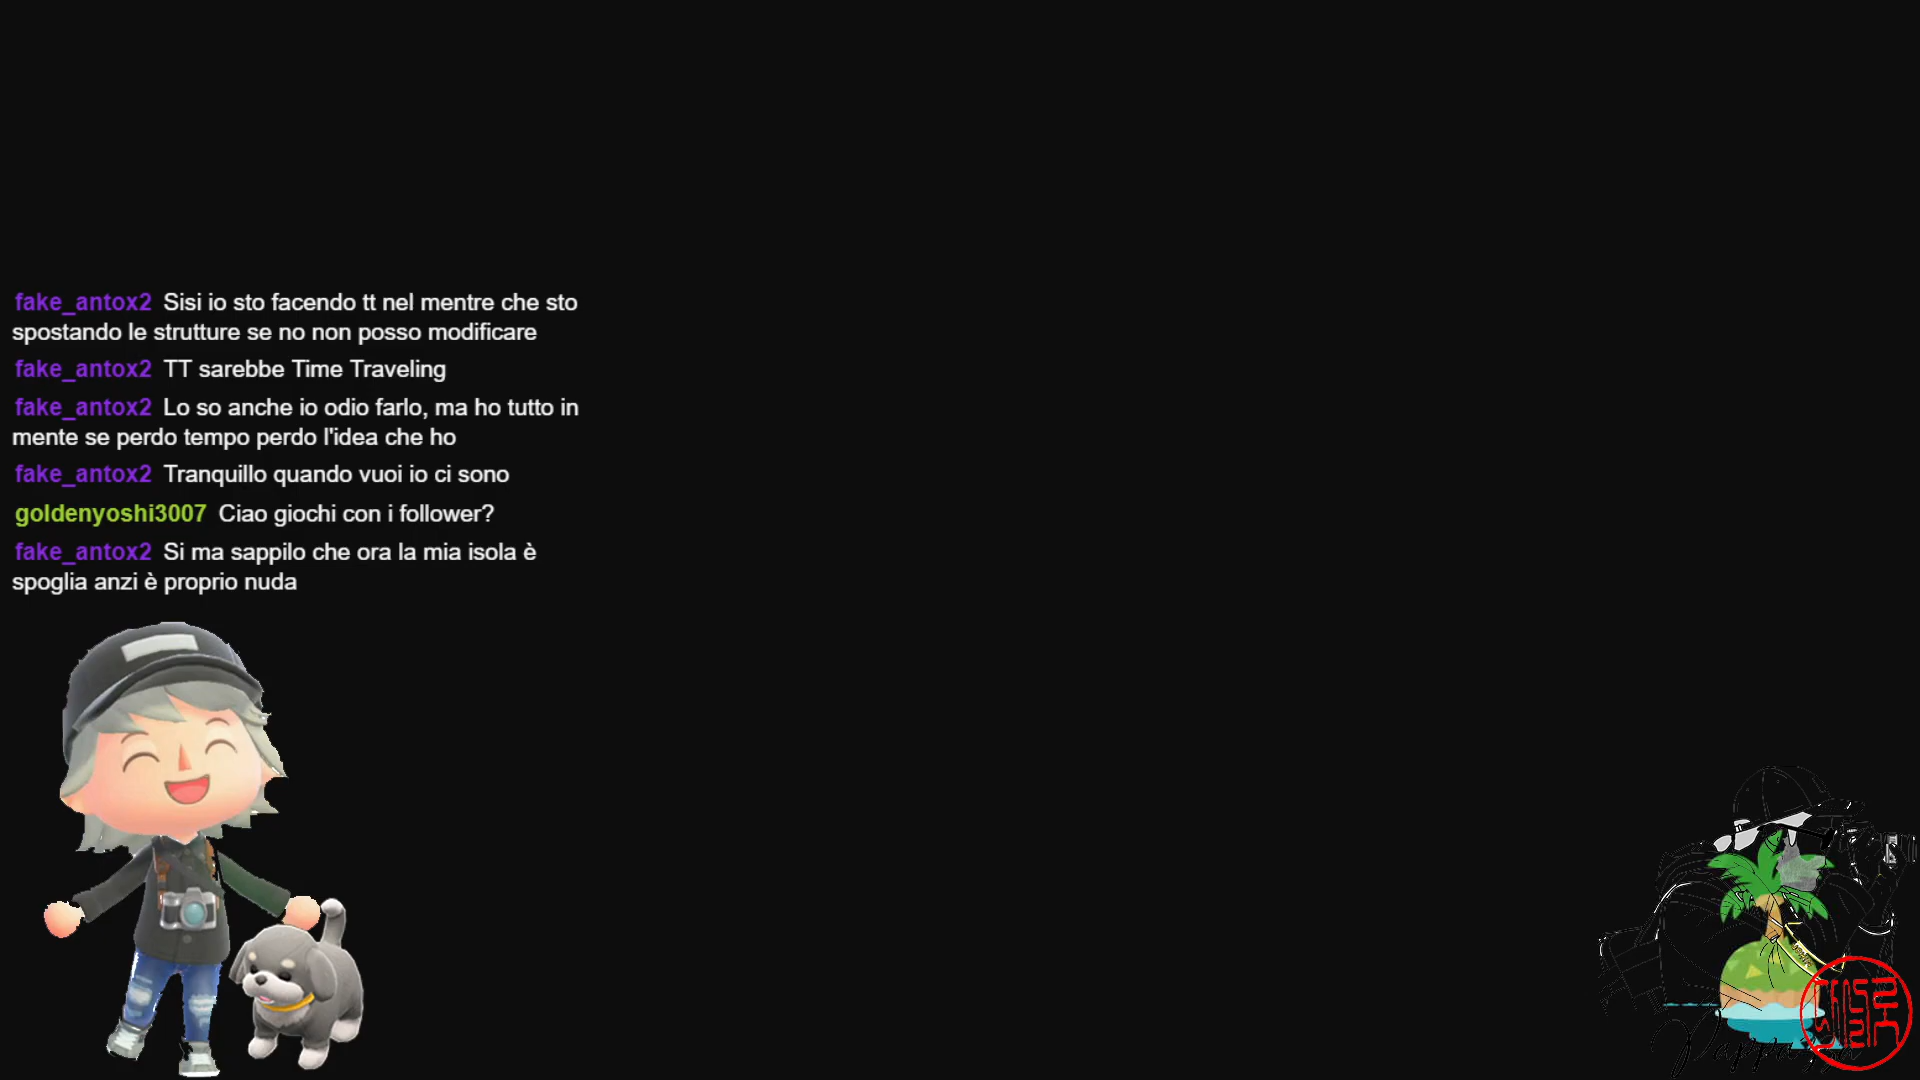 fake_antox2 Sisi io sto facendo tt nel mentre che sto
spostando le strutture se no non posso modificare
fake_antox2 TT sarebbe Time Traveling
fake_antox2 Lo so anche io odio farlo, ma ho tutto in
mente se perdo tempo perdo l'idea che ho
fake_antox2 Tranquillo quando vuoi io ci sono
goldenyoshi3007 Ciao giochi con i follower?
fake_antox2 Si ma sappilo che ora la mia isola è
spoglia anzi è proprio nuda